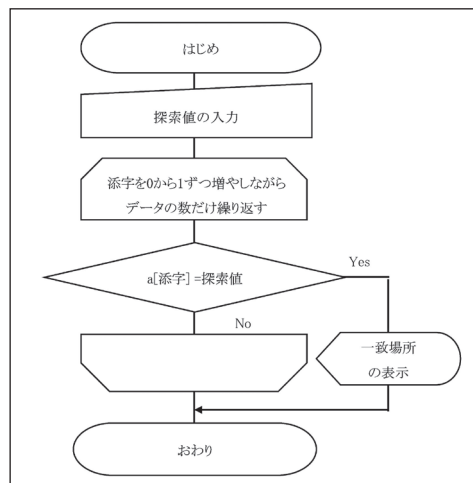 はじめ
探索値の入力
添字を0から1ずつ増やしながら
データの数だけ繰り返す
a[添字] =探索値
Yes
No
一致場所
の表示
おわり